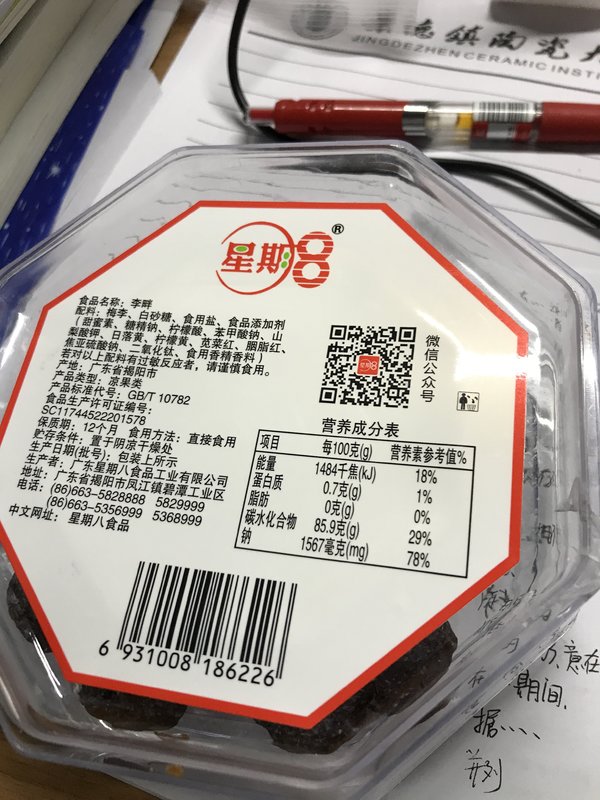 景德镇陶瓷大
JINGDEZHEN CERAMIC INSTI
星期8®
食品名称：李畔
配料：梅李、白砂糖、食用盐、食品添加剂
（甜蜜素、糖精钠、柠檬酸、苯甲酸钠、山
梨酸钾、日落黄、柠檬黄、苋菜红、胭脂红、
焦亚硫酸钠、二氧化钛、食用香精香料）
若对以上配料有过敏反应者，请谨慎食用。
产地：广东省揭阳市
产品类型：凉果类
产品标准代号：GB/T 10782
食品生产许可证编号：
SC11744522201578
保质期：12个月 食用方法：直接食用
贮存条件：置于阴凉干燥处
生产日期(批号)：包装上所示
生产者：广东星期八食品工业有限公司
地址：广东省揭阳市凤江镇碧潭工业区
电话：(86)663-5828888 5829999
(86)663-5356999 5368999
中文网址：星期八食品
微信公众号
营养成分表
项目 每100克(g) 营养素参考值%
能量 1484千焦(kJ) 18%
蛋白质 0.7克(g) 1%
脂肪 0克(g) 0%
碳水化合物 85.9克(g) 29%
钠 1567毫克(mg) 78%
6 931008 186226
意在
在
期间.
据、、、、